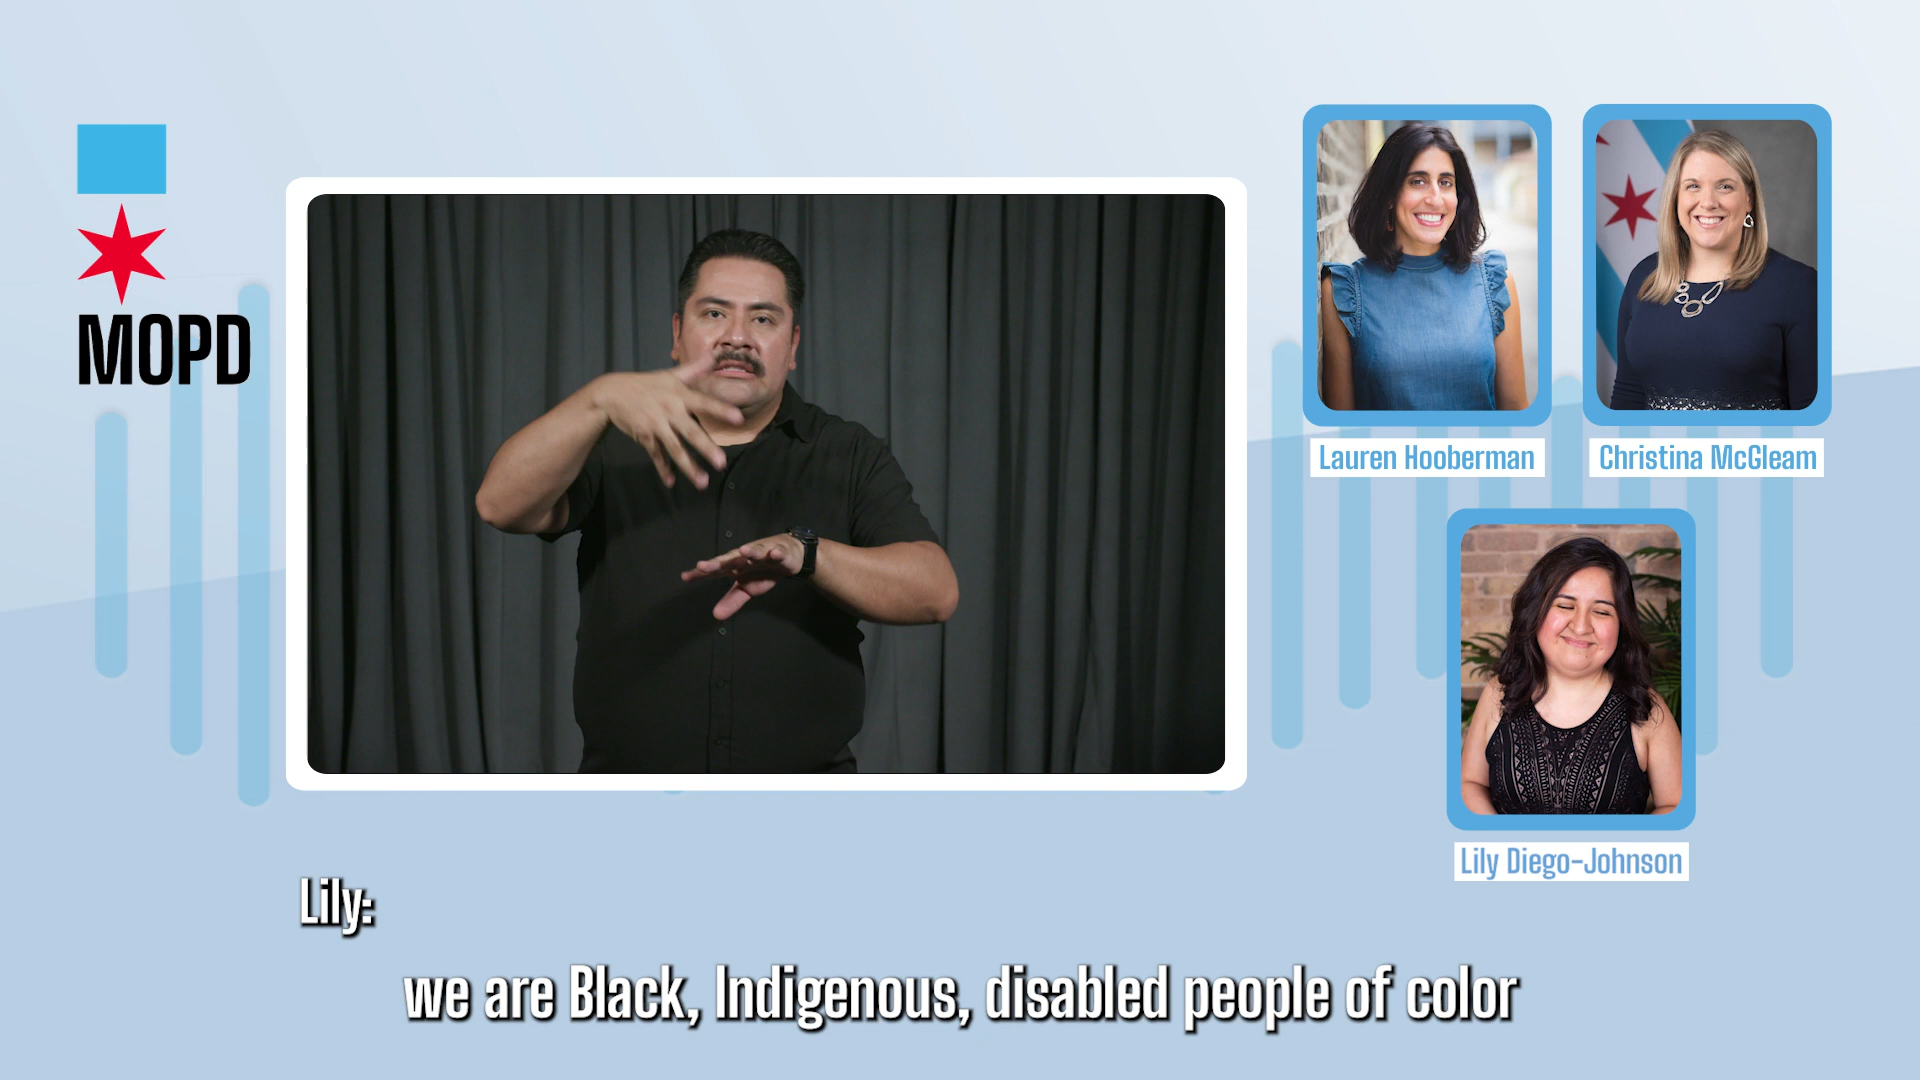 MOPD
Lauren Hooberman
Christina McGleam
Lily Diego-Johnson
Lily:
we are Black, Indigenous, disabled people of color